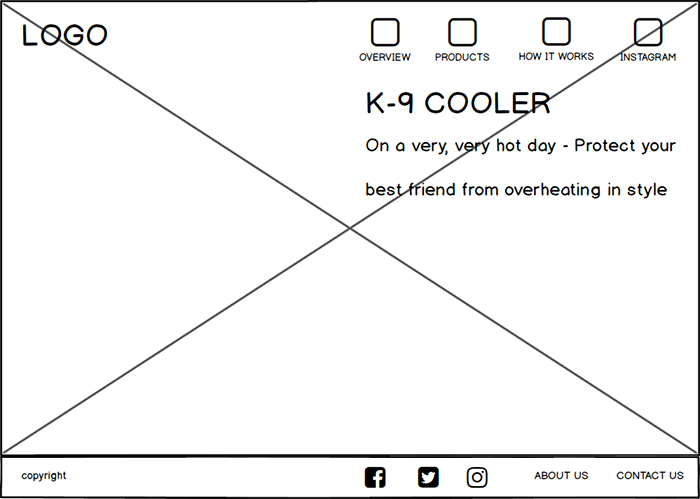 LOGO
OVERVIEW
PRODUCTS
HOW IT WORKS
INSTAGRAM
K-9 COOLER
On a very, very hot day - Protect your
best friend from overheating in style
copyright
ABOUT US
CONTACT US